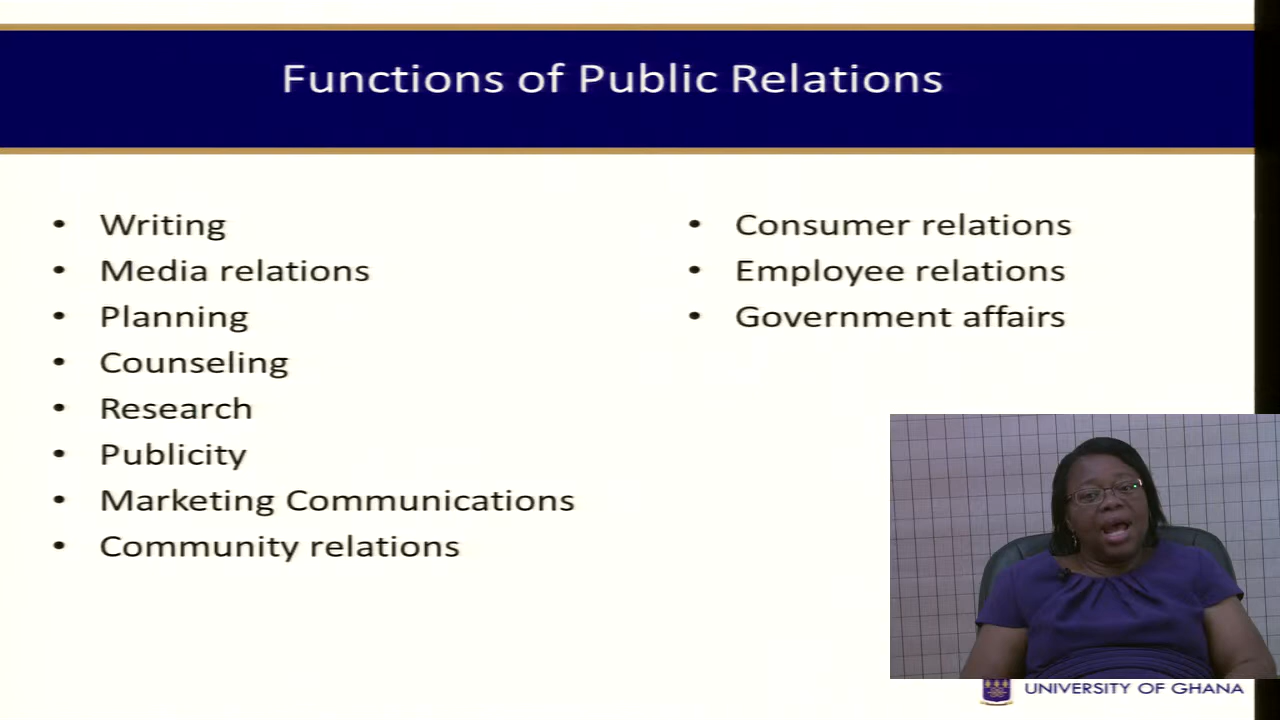 Functions of Public Relations
• Writing
• Media relations
• Planning
• Counseling
• Research
• Publicity
• Marketing Communications
• Community relations
• Consumer relations
• Employee relations
• Government affairs
UNIVERSITY OF GHANA